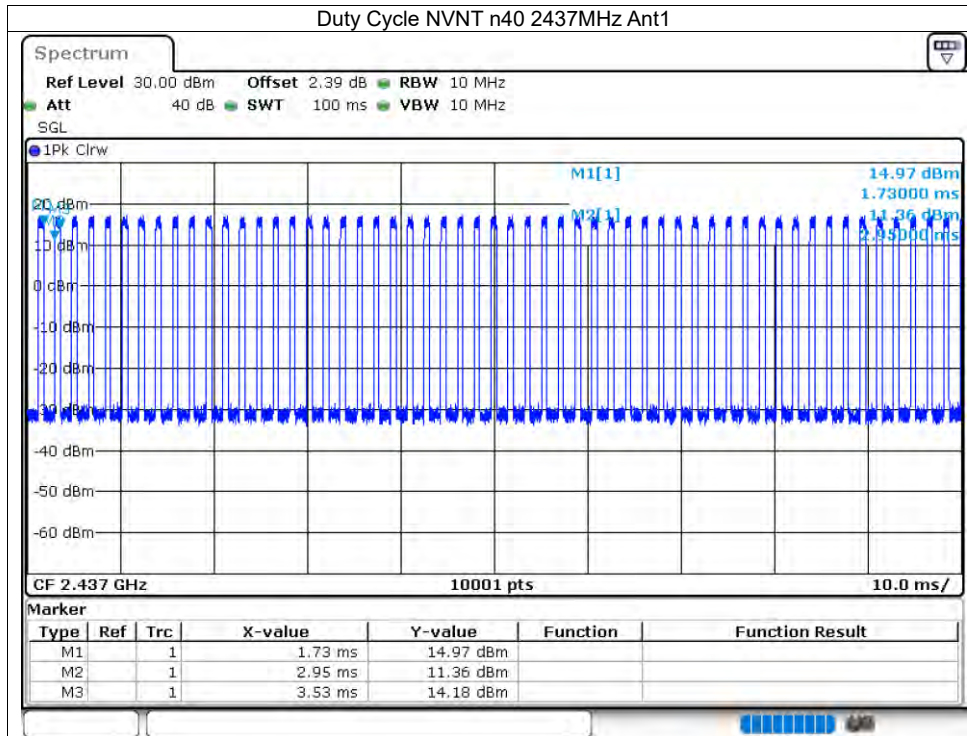 Duty Cycle NVNT n40 2437MHz Ant1
Spectrum
Ref Level 30.00 dBm Offset 2.39 dB RBW 10 MHz
Att 40 dB SWT 100 ms VBW 10 MHz
SGL
1Pk Clrw
M1[1] 14.97 dBm
1.73000 ms
20 dBm
M2[1] 11.36 dBm
10 dBm 2.95000 ms
0 dBm
-10 dBm
-20 dBm
-30 dBm
-40 dBm
-50 dBm
-60 dBm
CF 2.437 GHz 10001 pts 10.0 ms/
Marker
Type Ref Trc X-value Y-value Function Function Result
M1 1 1.73 ms 14.97 dBm
M2 1 2.95 ms 11.36 dBm
M3 1 3.53 ms 14.18 dBm